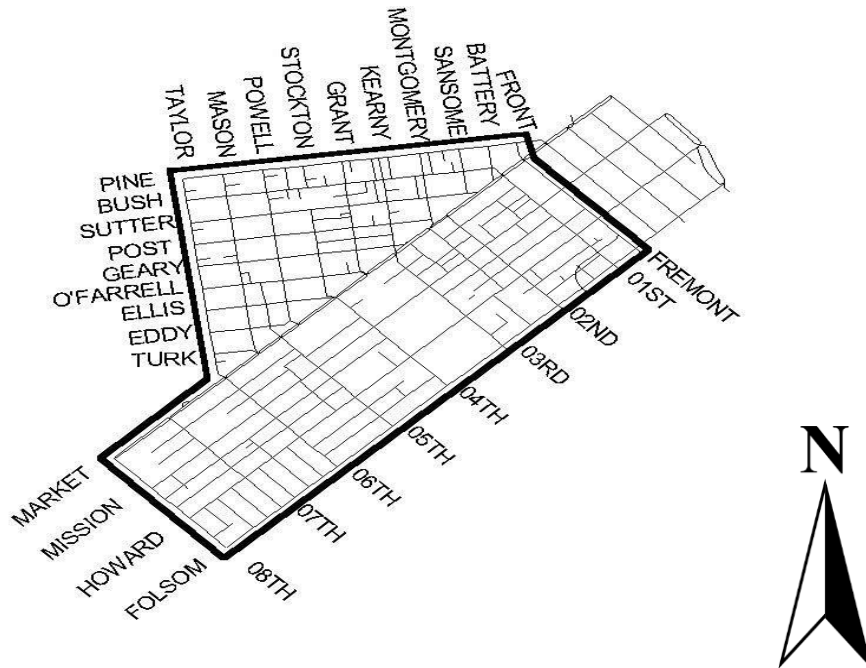 TAYLOR
MASON
POWELL
STOCKTON
GRANT
KEARNY
MONTGOMERY
SANSOME
BATTERY
FRONT
PINE
BUSH
SUTTER
POST
GEARY
O'FARRELL
ELLIS
EDDY
TURK
MARKET
MISSION
HOWARD
FOLSOM
08TH
07TH
06TH
05TH
04TH
03RD
02ND
01ST
FREMONT
N